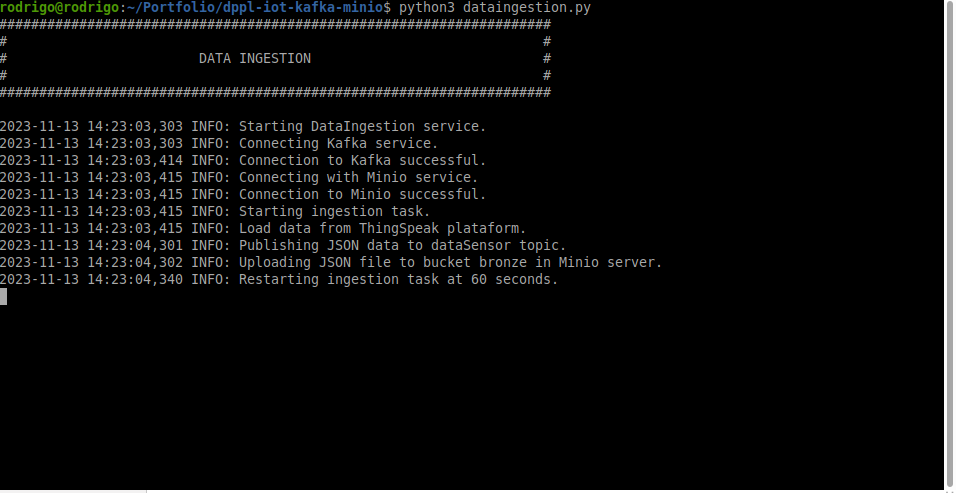 rodrigo@rodrigo:~/Portfolio/dppl-iot-kafka-minio$ python3 dataingestion.py
#####################################################################
#                                                                   #
#                        DATA INGESTION                             #
#                                                                   #
#####################################################################
2023-11-13 14:23:03,303 INFO: Starting DataIngestion service.
2023-11-13 14:23:03,303 INFO: Connecting Kafka service.
2023-11-13 14:23:03,414 INFO: Connection to Kafka successful.
2023-11-13 14:23:03,415 INFO: Connecting with Minio service.
2023-11-13 14:23:03,415 INFO: Connection to Minio successful.
2023-11-13 14:23:03,415 INFO: Starting ingestion task.
2023-11-13 14:23:03,415 INFO: Load data from ThingSpeak plataform.
2023-11-13 14:23:04,301 INFO: Publishing JSON data to dataSensor topic.
2023-11-13 14:23:04,302 INFO: Uploading JSON file to bucket bronze in Minio server.
2023-11-13 14:23:04,340 INFO: Restarting ingestion task at 60 seconds.